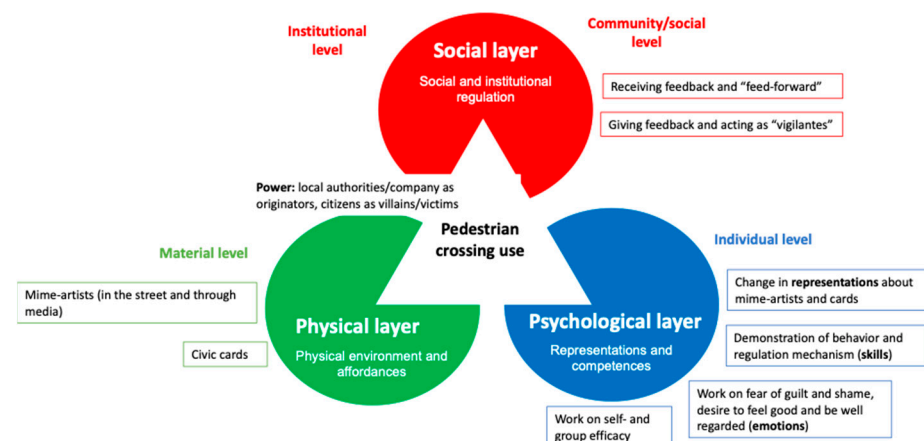 Institutional
level
Social layer
Social and institutional
regulation
Community/social
level
Receiving feedback and “feed-forward”
Giving feedback and acting as “vigilantes”
Power: local authorities/company as
originators, citizens as villains/victims
Pedestrian
crossing use
Material level
Mime-artists (in the street and through
media)
Civic cards
Physical layer
Physical environment and
affordances
Individual level
Psychological layer
Representations and
competences
Change in representations about
mime-artists and cards
Demonstration of behavior and
regulation mechanism (skills)
Work on fear of guilt and shame,
desire to feel good and be well
regarded (emotions)
Work on self- and
group efficacy